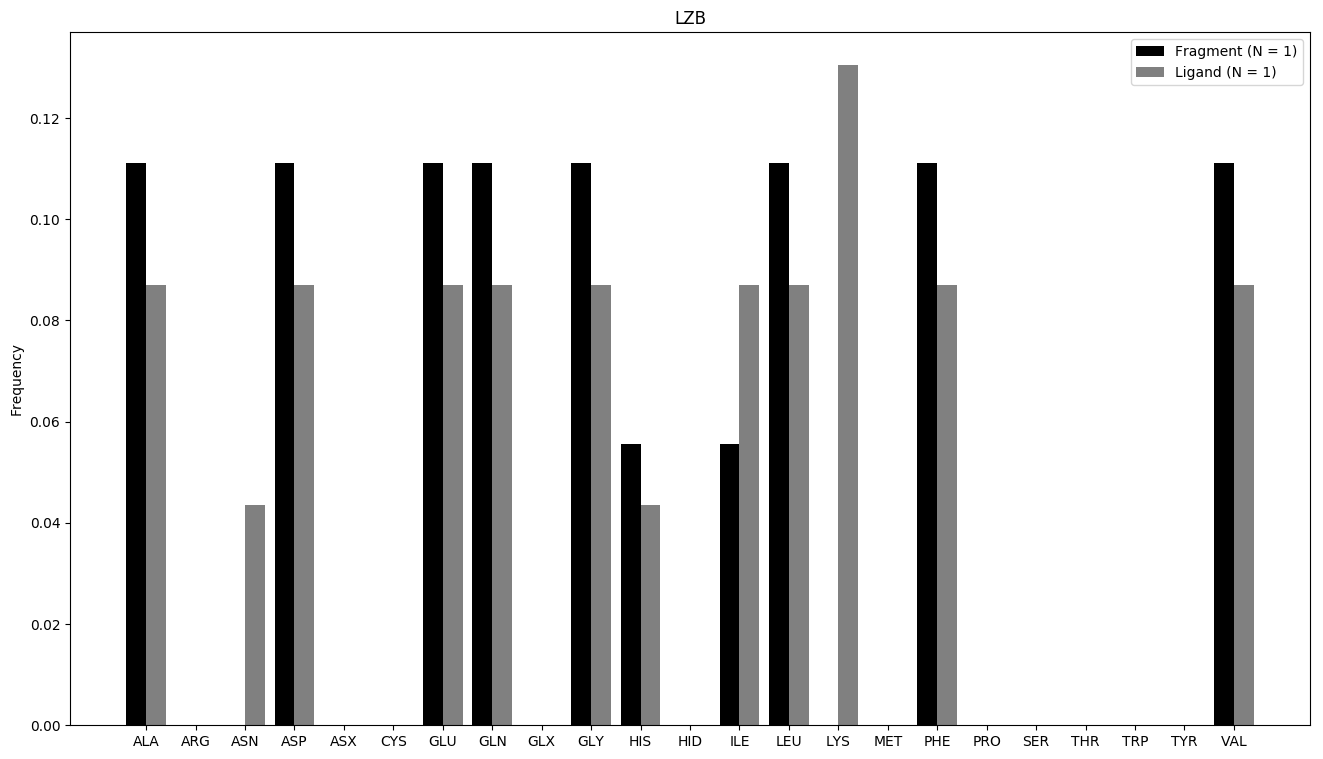 LZB
Fragment (N = 1)
Ligand (N = 1)
0.12
0.10
0.08
0.06
0.04
0.02
0.00
Frequency
ALA ARG ASN ASP ASX CYS GLU GLN GLX GLY HIS HID ILE LEU LYS MET PHE PRO SER THR TRP TYR VAL